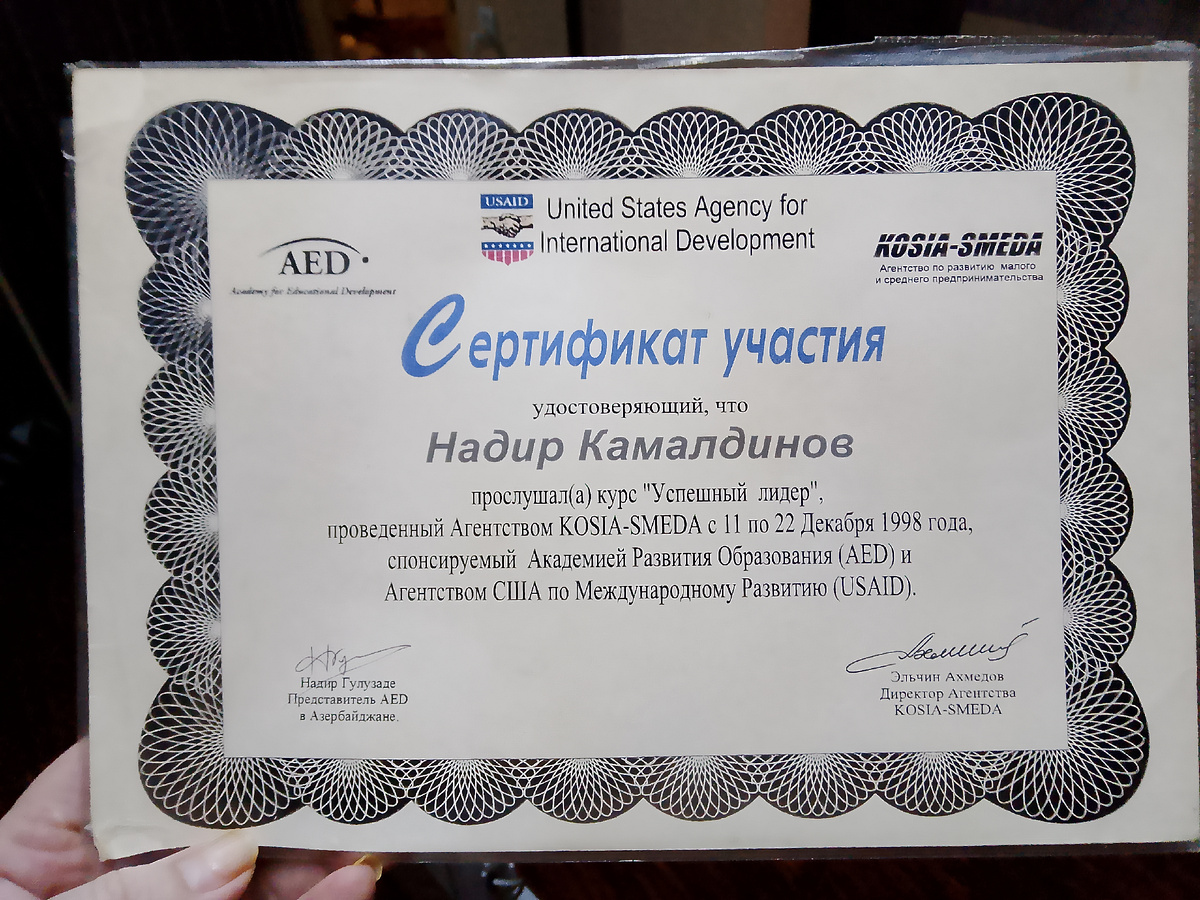 USAID
United States Agency for
International Development
AED
Academy for Educational Development
KOSIA-SMEDA
Агентство по развитию малого
и среднего предпринимательства
Сертификат участия
удостоверяющий, что
Надир Камалдинов
прослушал(а) курс "Успешный лидер",
проведенный Агентством KOSIA-SMEDA с 11 по 22 Декабря 1998 года,
спонсируемый Академией Развития Образования (AED) и
Агентством США по Международному Развитию (USAID).
Надир Гулузаде
Представитель AED
в Азербайджане.
Эльчин Ахмедов
Директор Агентства
KOSIA-SMEDA